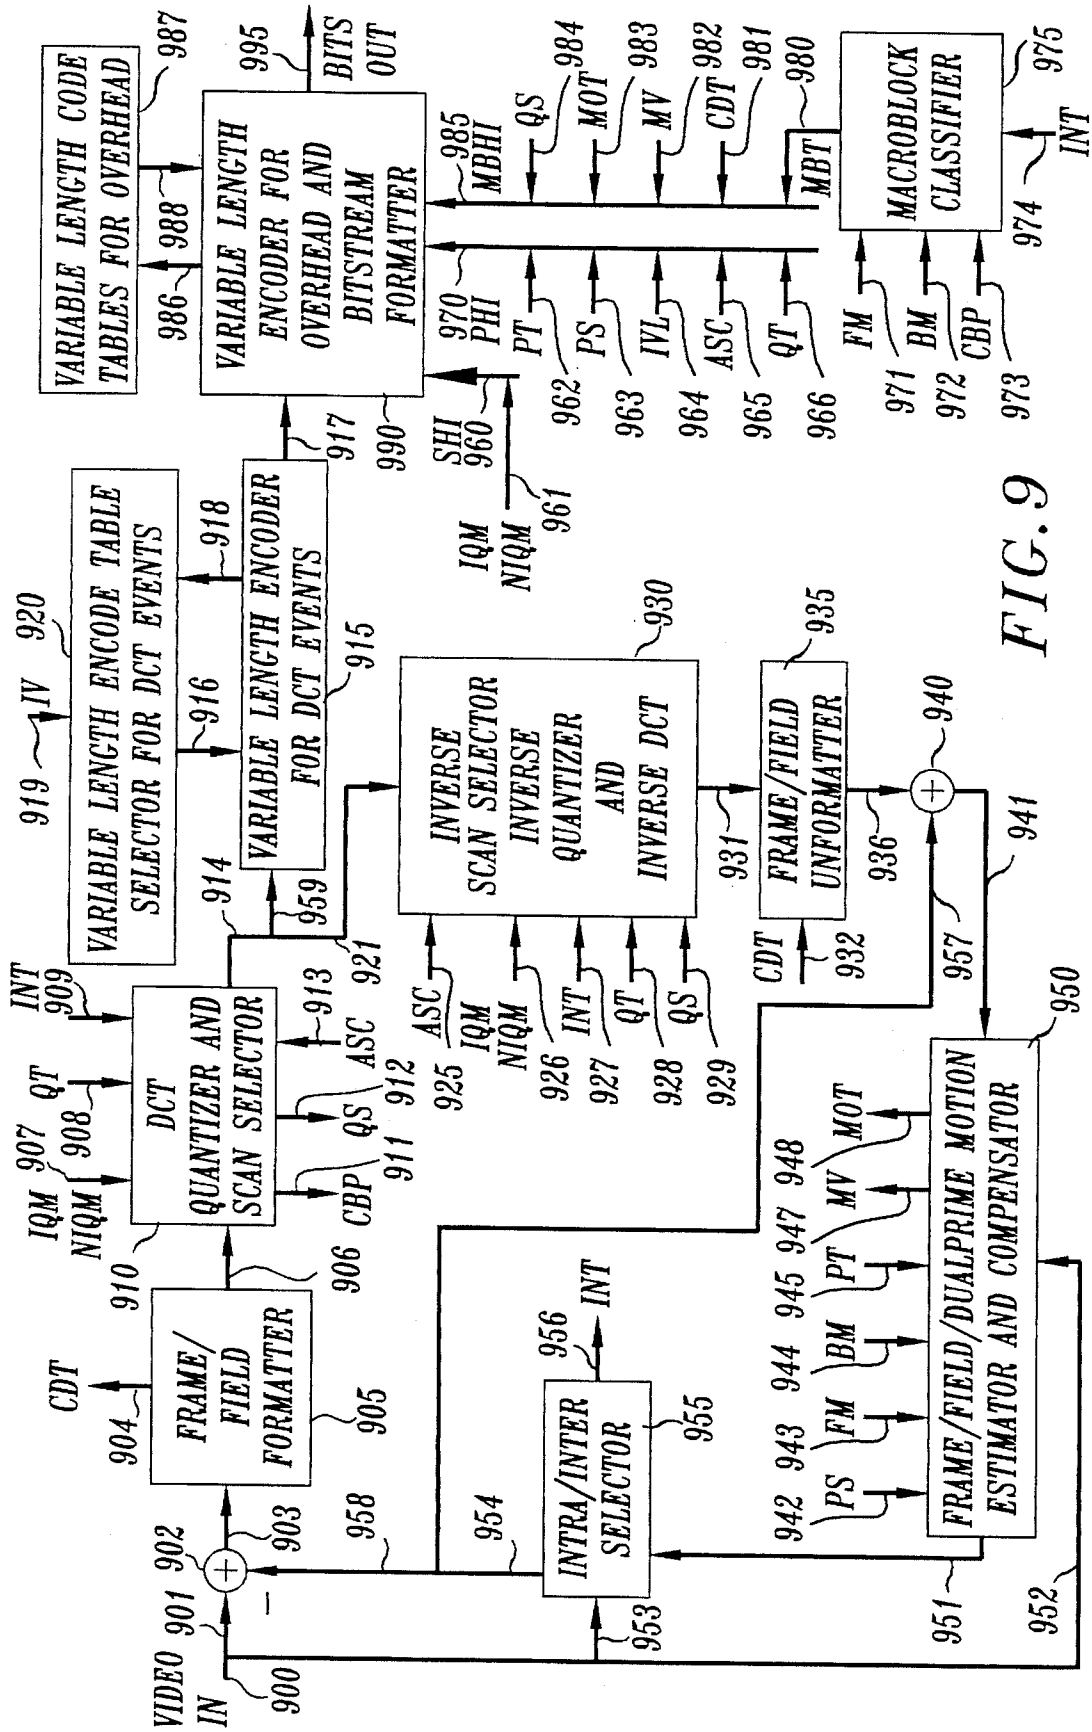 VIDEO
IN
900
901
902
903
CDT
904
FRAME/
FIELD
FORMATTER
905
906
IQM
NIQM
907
QT
908
INT
909
910
DCT
QUANTIZER AND
SCAN SELECTOR
CBP
911
QS
912
ASC
913
914
959
921
919
IV
920
VARIABLE LENGTH ENCODE TABLE
SELECTOR FOR DCT EVENTS
916
918
VARIABLE LENGTH ENCODER
FOR DCT EVENTS
915
917
VARIABLE LENGTH CODE
TABLES FOR OVERHEAD
987
986
988
VARIABLE LENGTH
ENCODER FOR
OVERHEAD AND
BITSTREAM
FORMATTER
990
995
BITS
OUT
SHI
960
IQM
NIQM
961
970
PHI
985
MBHI
PT
962
PS
963
IVL
964
ASC
965
QT
966
QS
984
MOT
983
MV
982
CDT
981
MBT
980
FM
971
BM
972
CBP
973
MACROBLOCK
CLASSIFIER
975
974
INT
ASC
925
IQM
NIQM
926
INT
927
QT
928
QS
929
INVERSE
SCAN SELECTOR
INVERSE
QUANTIZER
AND
INVERSE DCT
930
931
CDT
932
FRAME/FIELD
UNFORMATTER
935
936
940
941
957
958
954
INTRA/INTER
SELECTOR
955
956
INT
953
951
952
PS
942
FM
943
BM
944
PT
945
MV
947
MOT
948
FRAME/FIELD/DUALPRIME MOTION
ESTIMATOR AND COMPENSATOR
950
+
−
+
FIG. 9